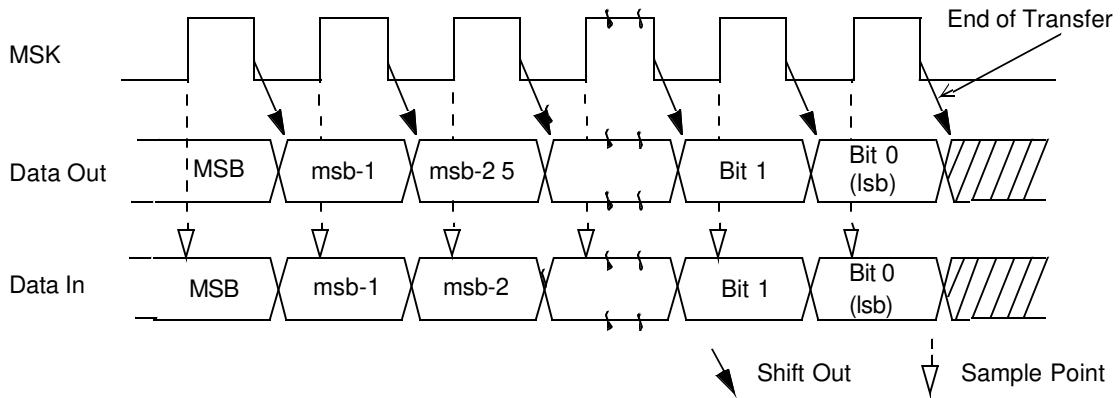 End of Transfer
MSK
Data Out
MSB
msb-1
msb-2 5
Bit 1
Bit 0
(lsb)
Data In
MSB
msb-1
msb-2
Bit 1
Bit 0
(lsb)
Shift Out
Sample Point